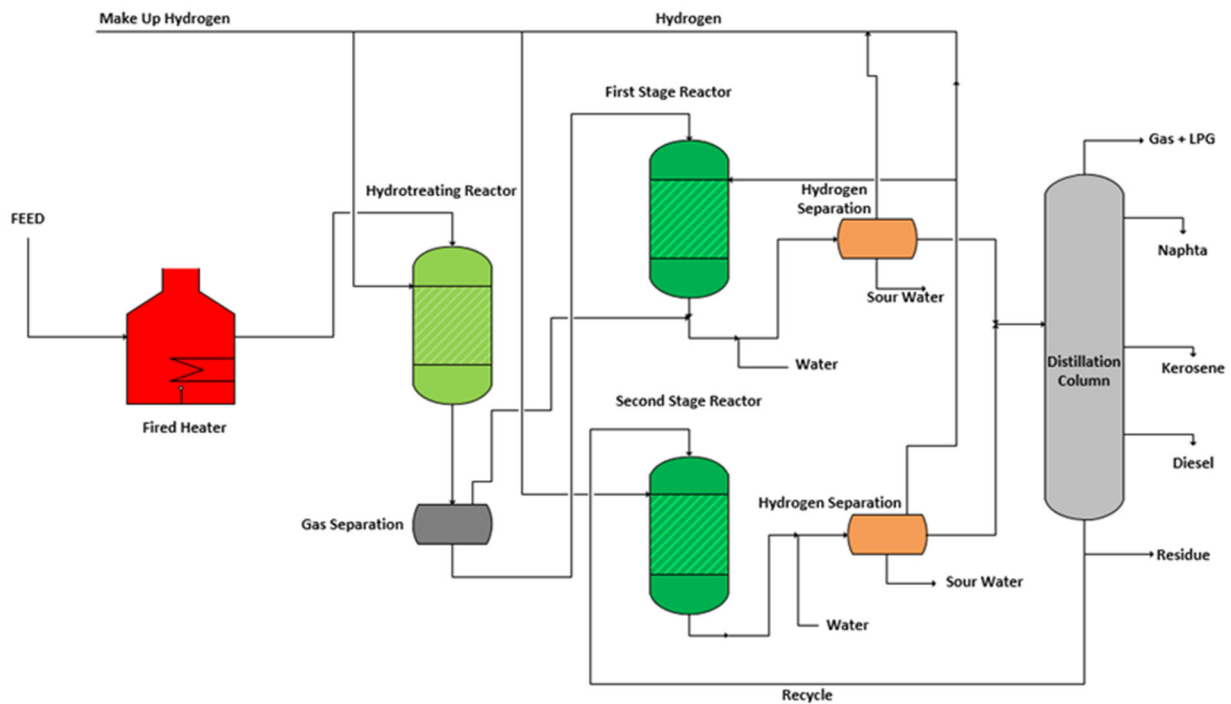 Make Up Hydrogen
Hydrogen
First Stage Reactor
Gas + LPG
Hydrotreating Reactor
Hydrogen
Separation
FEED
Naphta
Sour Water
Water
Distillation
Column
Kerosene
Second Stage Reactor
Fired Heater
Diesel
Hydrogen Separation
Gas Separation
Residue
Sour Water
Water
Recycle